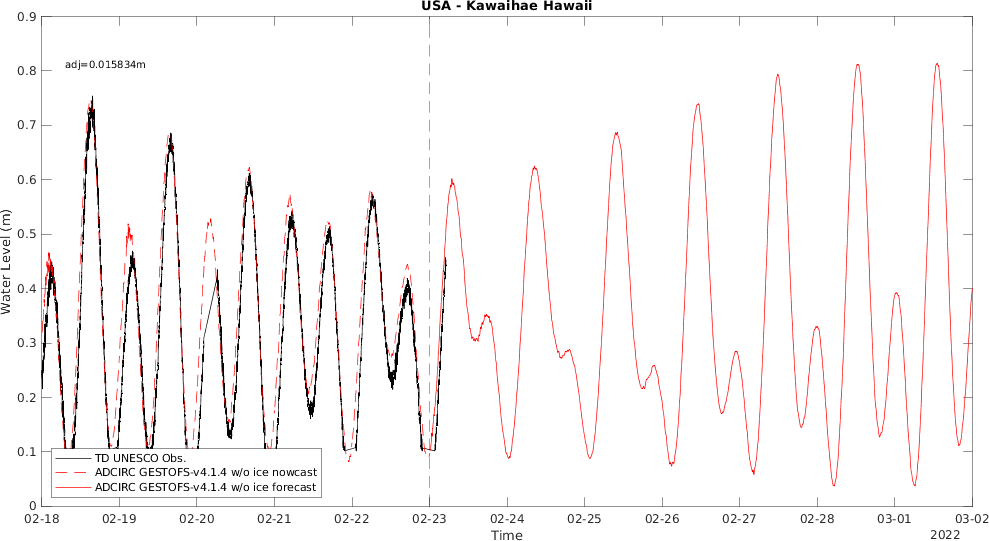 USA - Kawaihae Hawaii
adj=0.015834m
Water Level (m)
0.9
0.8
0.7
0.6
0.5
0.4
0.3
0.2
0.1
0
TD UNESCO Obs.
ADCIRC GESTOFS-v4.1.4 w/o ice nowcast
ADCIRC GESTOFS-v4.1.4 w/o ice forecast
02-18 02-19 02-20 02-21 02-22 02-23 02-24 02-25 02-26 02-27 02-28 03-01 03-02
Time
2022